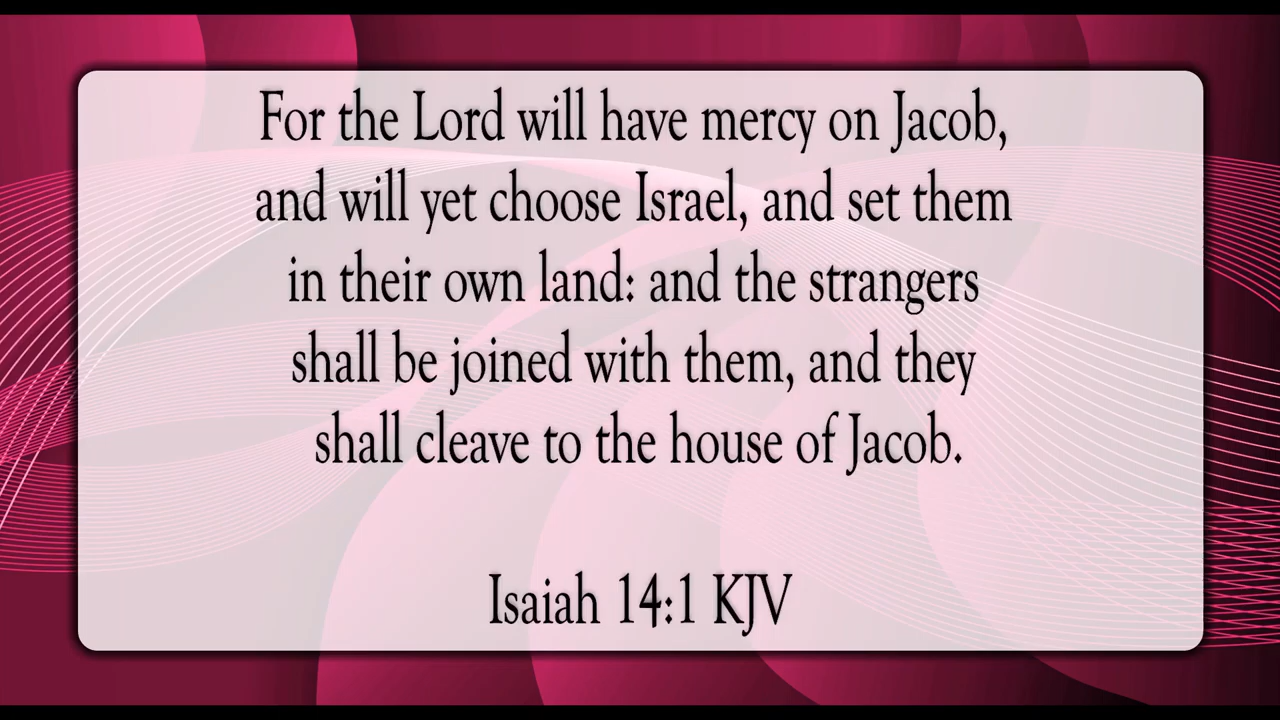 For the Lord will have mercy on Jacob,
and will yet choose Israel, and set them
in their own land: and the strangers
shall be joined with them, and they
shall cleave to the house of Jacob.
Isaiah 14:1 KJV